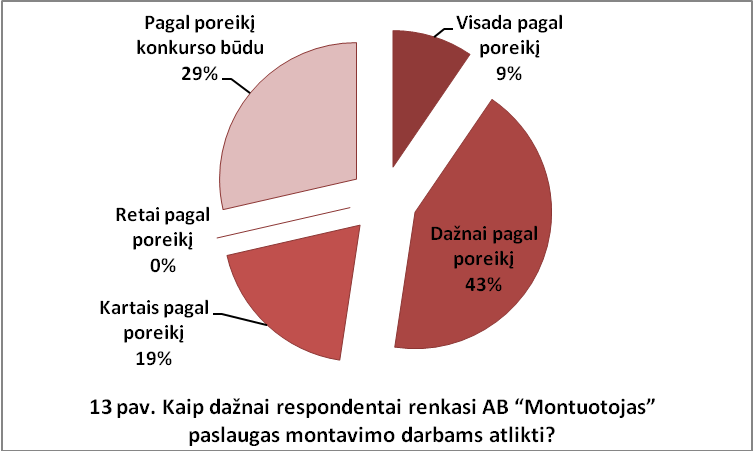 Pagal poreikį
konkurso būdu
29%
Visada pagal
poreikį
9%
Dažnai pagal
poreikį
43%
Retai pagal
poreikį
0%
Kartais pagal
poreikį
19%
13 pav. Kaip dažnai respondentai renkasi AB “Montuotojas”
paslaugas montavimo darbams atlikti?